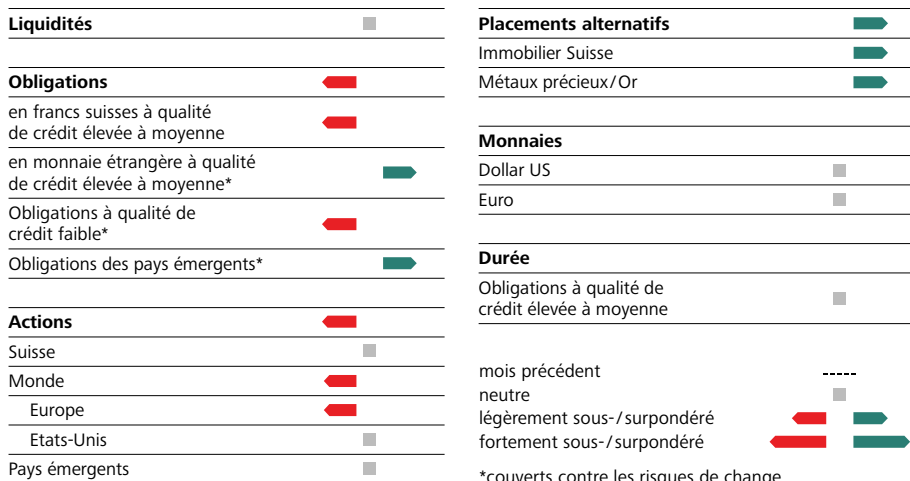 Liquidités
Obligations
en francs suisses à qualité
de crédit élevée à moyenne
en monnaie étrangère à qualité
de crédit élevée à moyenne*
Obligations à qualité de
crédit faible*
Obligations des pays émergents*
Actions
Suisse
Monde
Europe
Etats-Unis
Pays émergents
Placements alternatifs
Immobilier Suisse
Métaux précieux/Or
Monnaies
Dollar US
Euro
Durée
Obligations à qualité de
crédit élevée à moyenne
mois précédent
neutre
légèrement sous-/surpondéré
fortement sous-/surpondéré
*couverts contre les risques de change